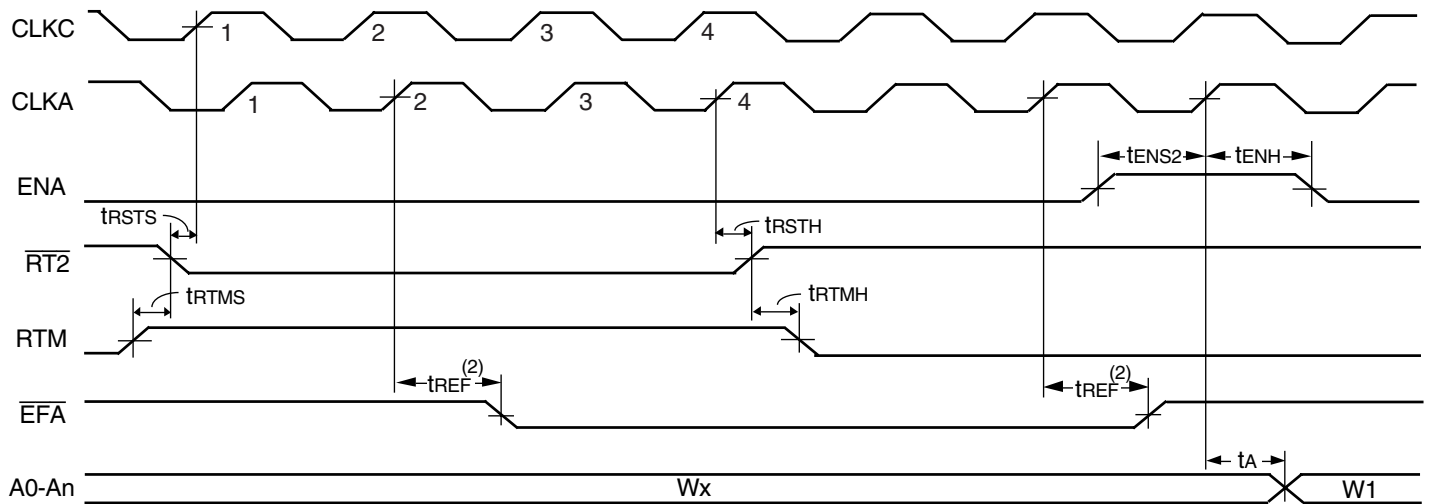 CLKC 1 2 3 4
CLKA 1 2 3 4
tENS2 tENH
ENA
tRSTS tRSTH
RT2
tRTMS tRTMH
RTM
tREF(2) tREF(2)
EFA
tA
A0-An Wx W1